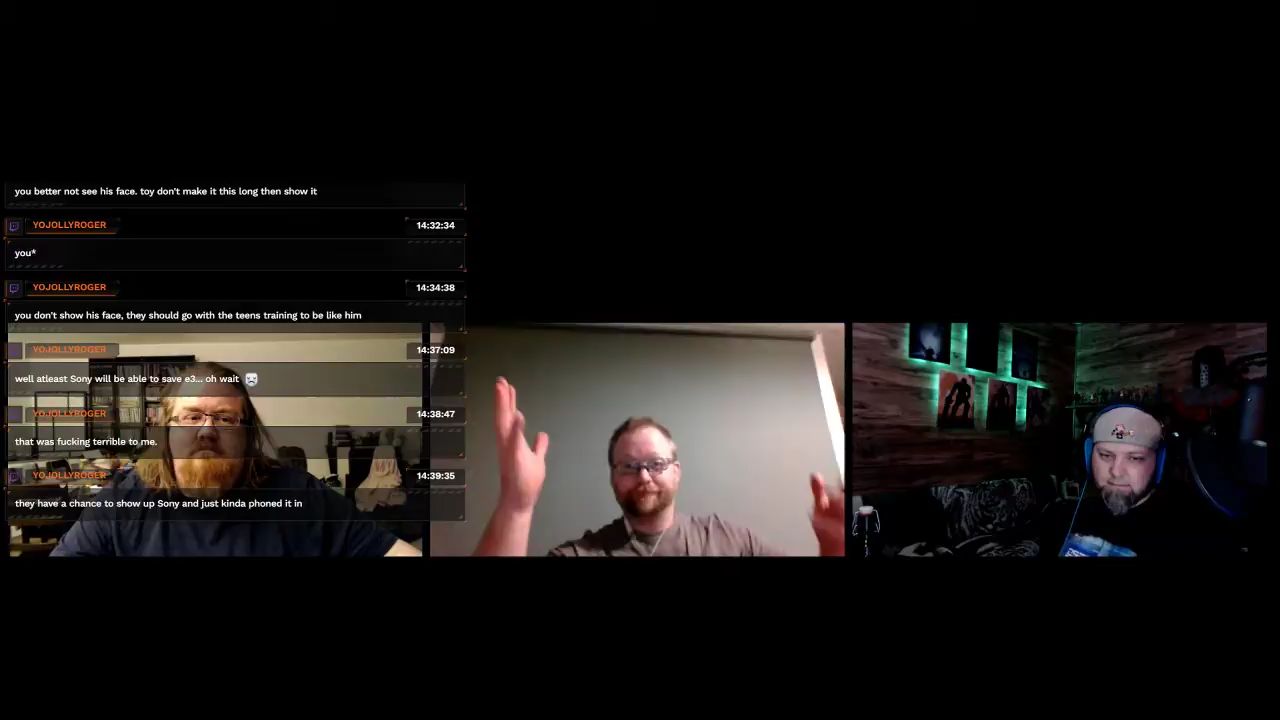 you better not see his face. toy don't make it this long then show it
YOJOLLYROGER 14:32:34
you*
YOJOLLYROGER 14:34:38
you don't show his face, they should go with the teens training to be like him
YOJOLLYROGER 14:37:09
well atleast Sony will be able to save e3... oh wait
YOJOLLYROGER 14:38:47
that was fucking terrible to me.
YOJOLLYROGER 14:39:35
they have a chance to show up Sony and just kinda phoned it in